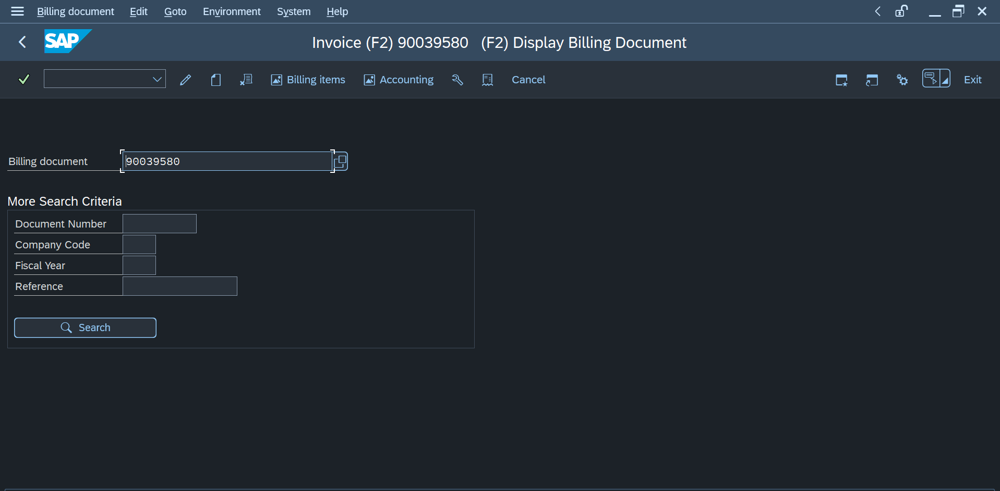 Billing document Edit Goto Environment System Help
SAP Invoice (F2) 90039580 (F2) Display Billing Document
Billing items Accounting Cancel Exit
Billing document 90039580
More Search Criteria
Document Number
Company Code
Fiscal Year
Reference
Search